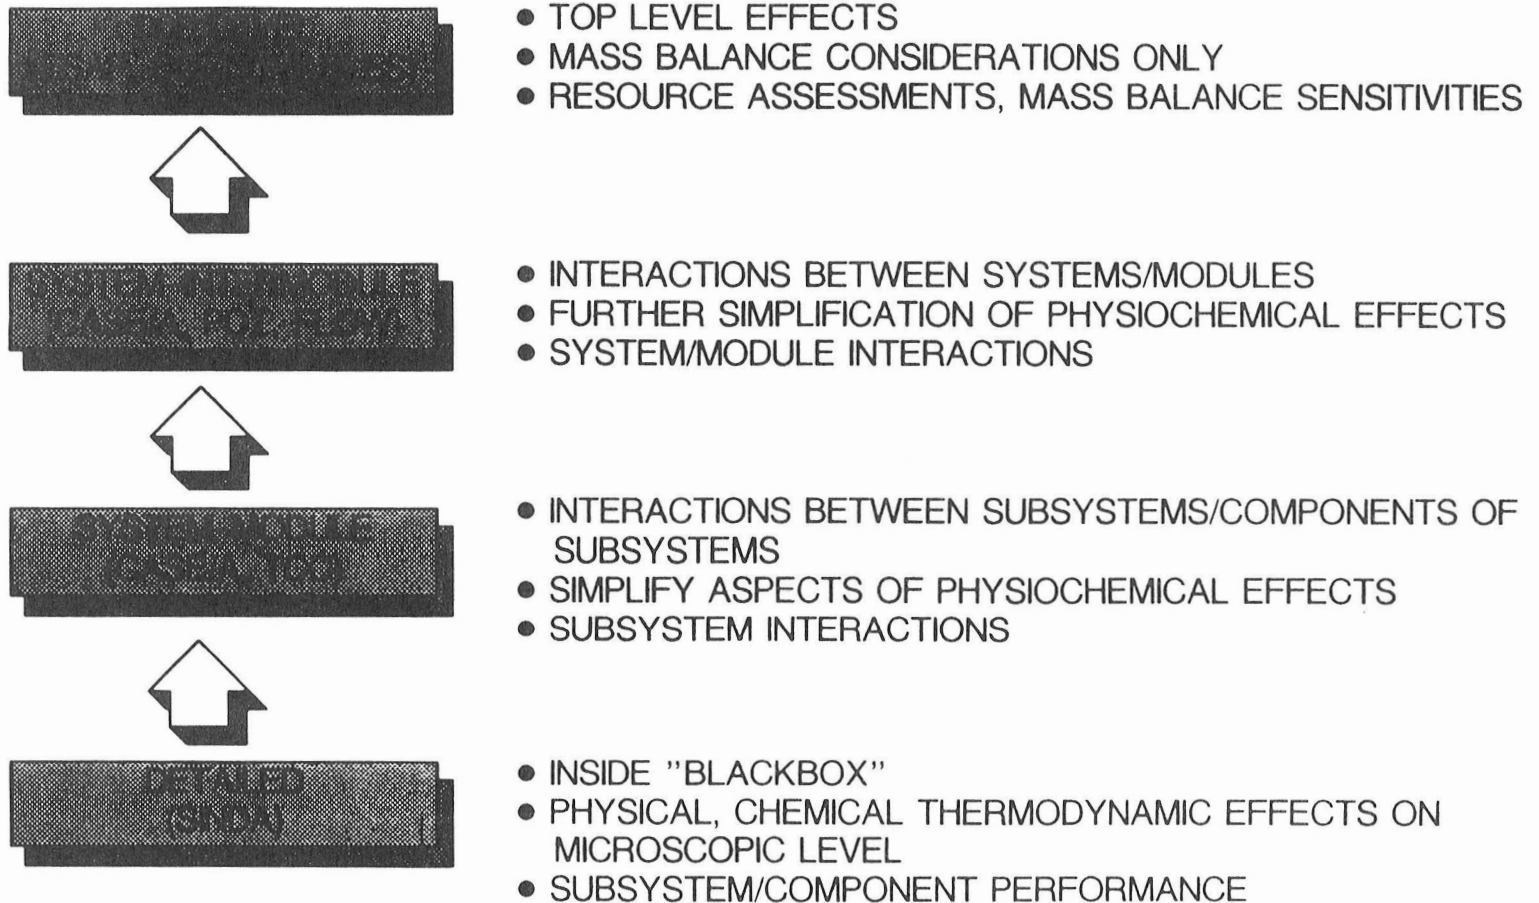 ● TOP LEVEL EFFECTS
● MASS BALANCE CONSIDERATIONS ONLY
● RESOURCE ASSESSMENTS, MASS BALANCE SENSITIVITIES
SYSTEM-INTERMODULE
● INTERACTIONS BETWEEN SYSTEMS/MODULES
● FURTHER SIMPLIFICATION OF PHYSIOCHEMICAL EFFECTS
● SYSTEM/MODULE INTERACTIONS
SYSTEM-MODULE
● INTERACTIONS BETWEEN SUBSYSTEMS/COMPONENTS OF
SUBSYSTEMS
● SIMPLIFY ASPECTS OF PHYSIOCHEMICAL EFFECTS
● SUBSYSTEM INTERACTIONS
DETAILED
(SINDA)
● INSIDE "BLACKBOX"
● PHYSICAL, CHEMICAL THERMODYNAMIC EFFECTS ON
MICROSCOPIC LEVEL
● SUBSYSTEM/COMPONENT PERFORMANCE